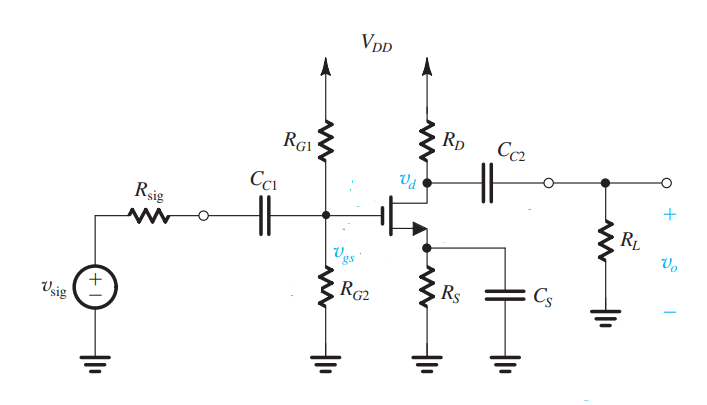 V_DD
R_G1
R_D
C_C2
v_d
C_C1
R_sig
+
R_L
v_gs
v_o
v_sig
+
−
R_G2
R_S
C_S
−